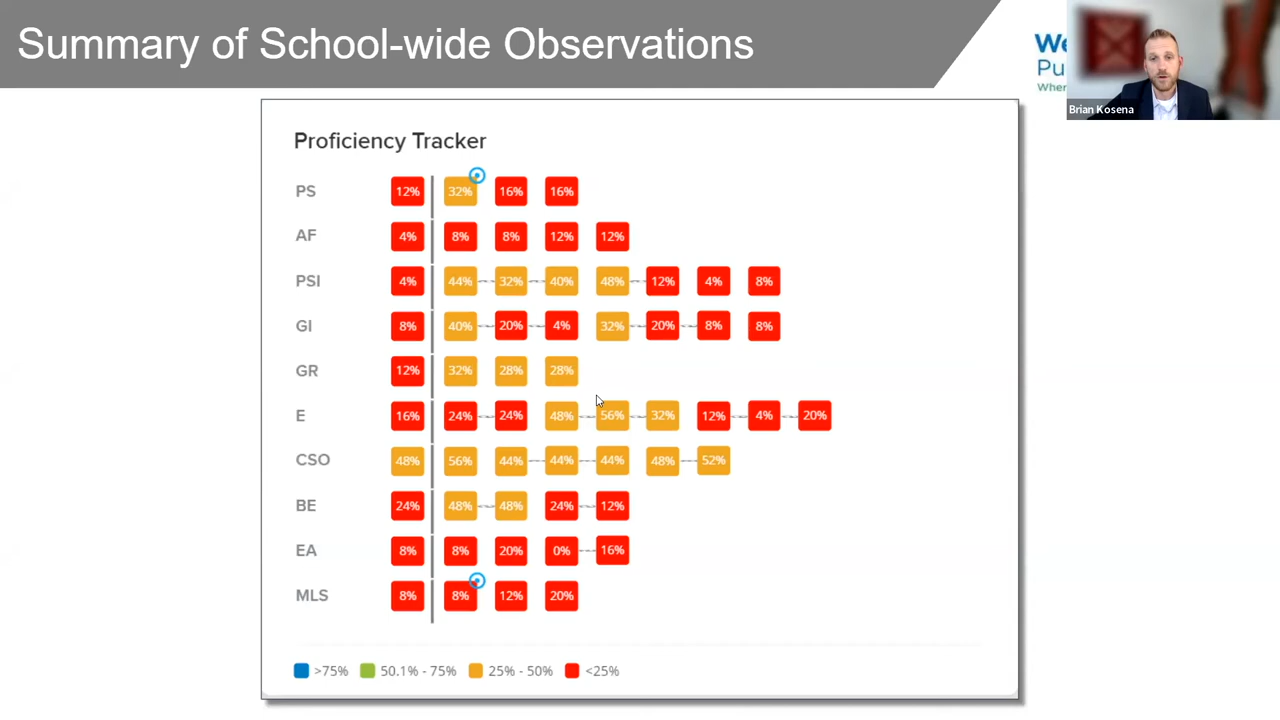 Summary of School-wide Observations
We
Pu
Wher
Brian Kosena
Proficiency Tracker
PS 12% 32% 16% 16%
AF 4% 8% 8% 12% 12%
PSI 4% 44% 32% 40% 48% 12% 4% 8%
GI 8% 40% 20% 4% 32% 20% 8% 8%
GR 12% 32% 28% 28%
E 16% 24% 24% 48% 56% 32% 12% 4% 20%
CSO 48% 56% 44% 44% 44% 48% 52%
BE 24% 48% 48% 24% 12%
EA 8% 8% 20% 0% 16%
MLS 8% 8% 12% 20%
>75% 50.1% - 75% 25% - 50% <25%